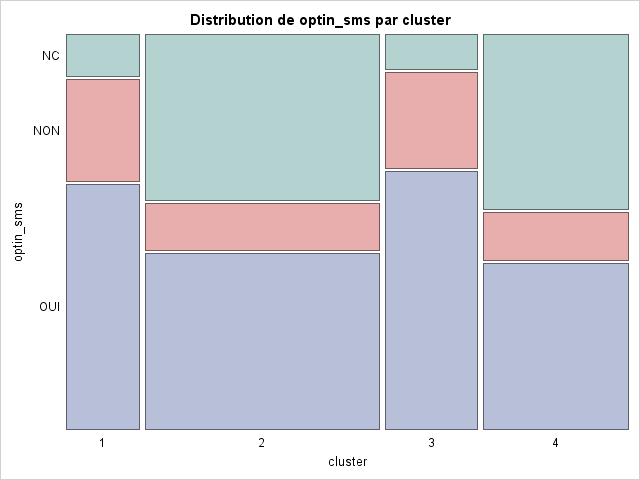 Distribution de optin_sms par cluster
NC
NON
OUI
optin_sms
1 2 3 4
cluster